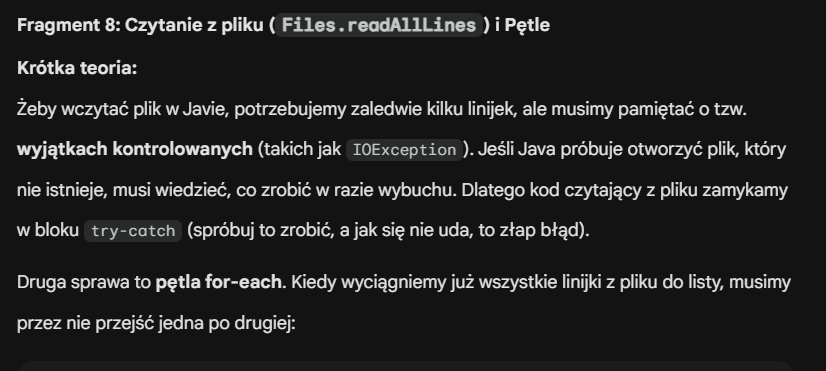 Fragment 8: Czytanie z pliku ( Files.readAllLines ) i Pętle
Krótka teoria:
Żeby wczytać plik w Javie, potrzebujemy zaledwie kilku linijek, ale musimy pamiętać o tzw.
wyjątkach kontrolowanych (takich jak IOException ). Jeśli Java próbuje otworzyć plik, który
nie istnieje, musi wiedzieć, co zrobić w razie wybuchu. Dlatego kod czytający z pliku zamykamy
w bloku try-catch (spróbuj to zrobić, a jak się nie uda, to złap błąd).
Druga sprawa to pętla for-each. Kiedy wyciągniemy już wszystkie linijki z pliku do listy, musimy
przez nie przejść jedna po drugiej: